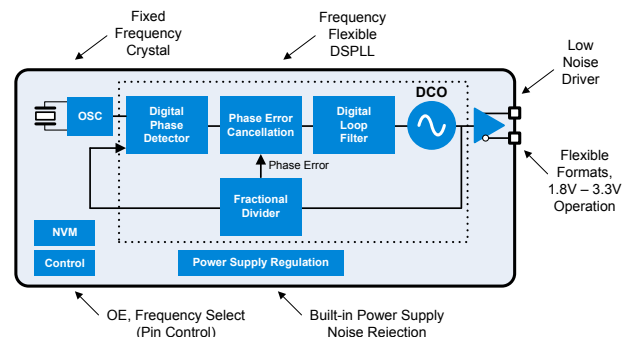 Fixed
Frequency
Crystal
Frequency
Flexible
DSPLL
Low
Noise
Driver
OSC
Digital
Phase
Detector
Phase Error
Cancellation
Digital
Loop
Filter
DCO
Phase Error
Fractional
Divider
Flexible
Formats,
1.8V – 3.3V
Operation
NVM
Control
Power Supply Regulation
OE, Frequency Select
(Pin Control)
Built-in Power Supply
Noise Rejection